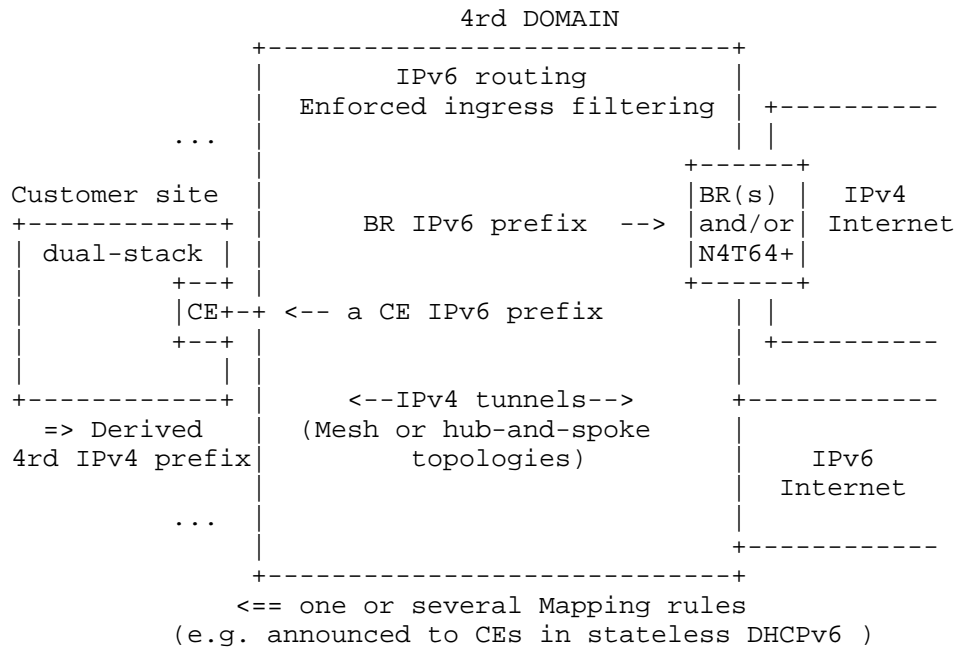 4rd DOMAIN
+-----------------------------+
| IPv6 routing |
| Enforced ingress filtering | +----------
... | | |
| +------+
Customer site | |BR(s) | IPv4
+------------+ | BR IPv6 prefix --> |and/or| Internet
| dual-stack | | |N4T64+|
| +--+ | +------+
| |CE+-+ <-- a CE IPv6 prefix | |
| +--+ | | +----------
| | | |
+------------+ | <--IPv4 tunnels--> +------------
=> Derived | (Mesh or hub-and-spoke |
4rd IPv4 prefix| topologies) | IPv6
| | Internet
... | |
| +------------
+-----------------------------+
<== one or several Mapping rules
(e.g. announced to CEs in stateless DHCPv6 )